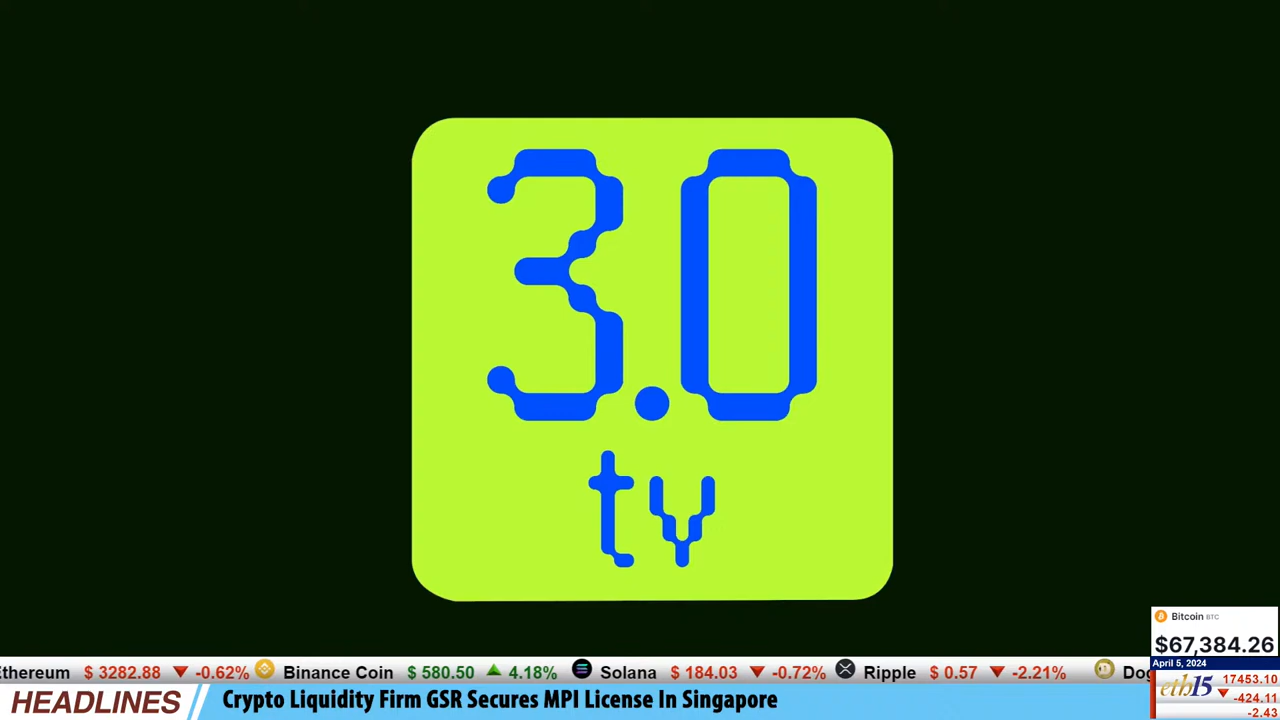 3.0
tv
Bitcoin BTC
$67,384.26
April 5, 2024
Ethereum $ 3282.88 -0.62% Binance Coin $ 580.50 4.18% Solana $ 184.03 -0.72% Ripple $ 0.57 -2.21%
eth15 17453.10
-424.11
-2.43
HEADLINES Crypto Liquidity Firm GSR Secures MPI License In Singapore